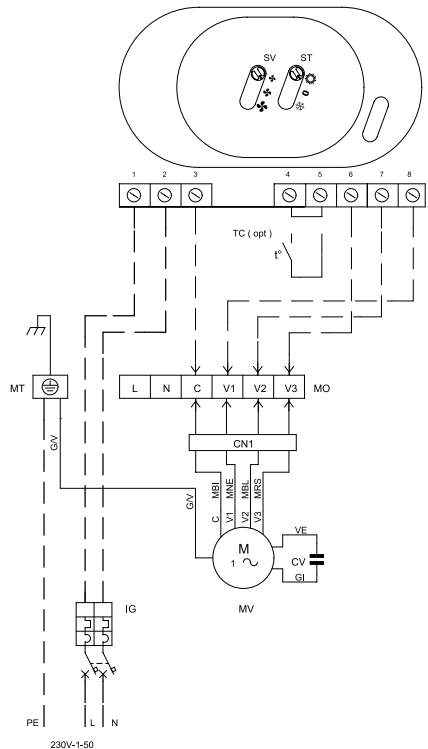 SV ST
0
1 2 3 4 5 6 7 8
TC ( opt )
t°
MT
L N C V1 V2 V3 MO
CN1
G/V
G/V
MBI
MNE
MBL
MRS
C
V1
V2
V3
M
1
VE
CV
GI
MV
IG
PE L N
230V-1-50